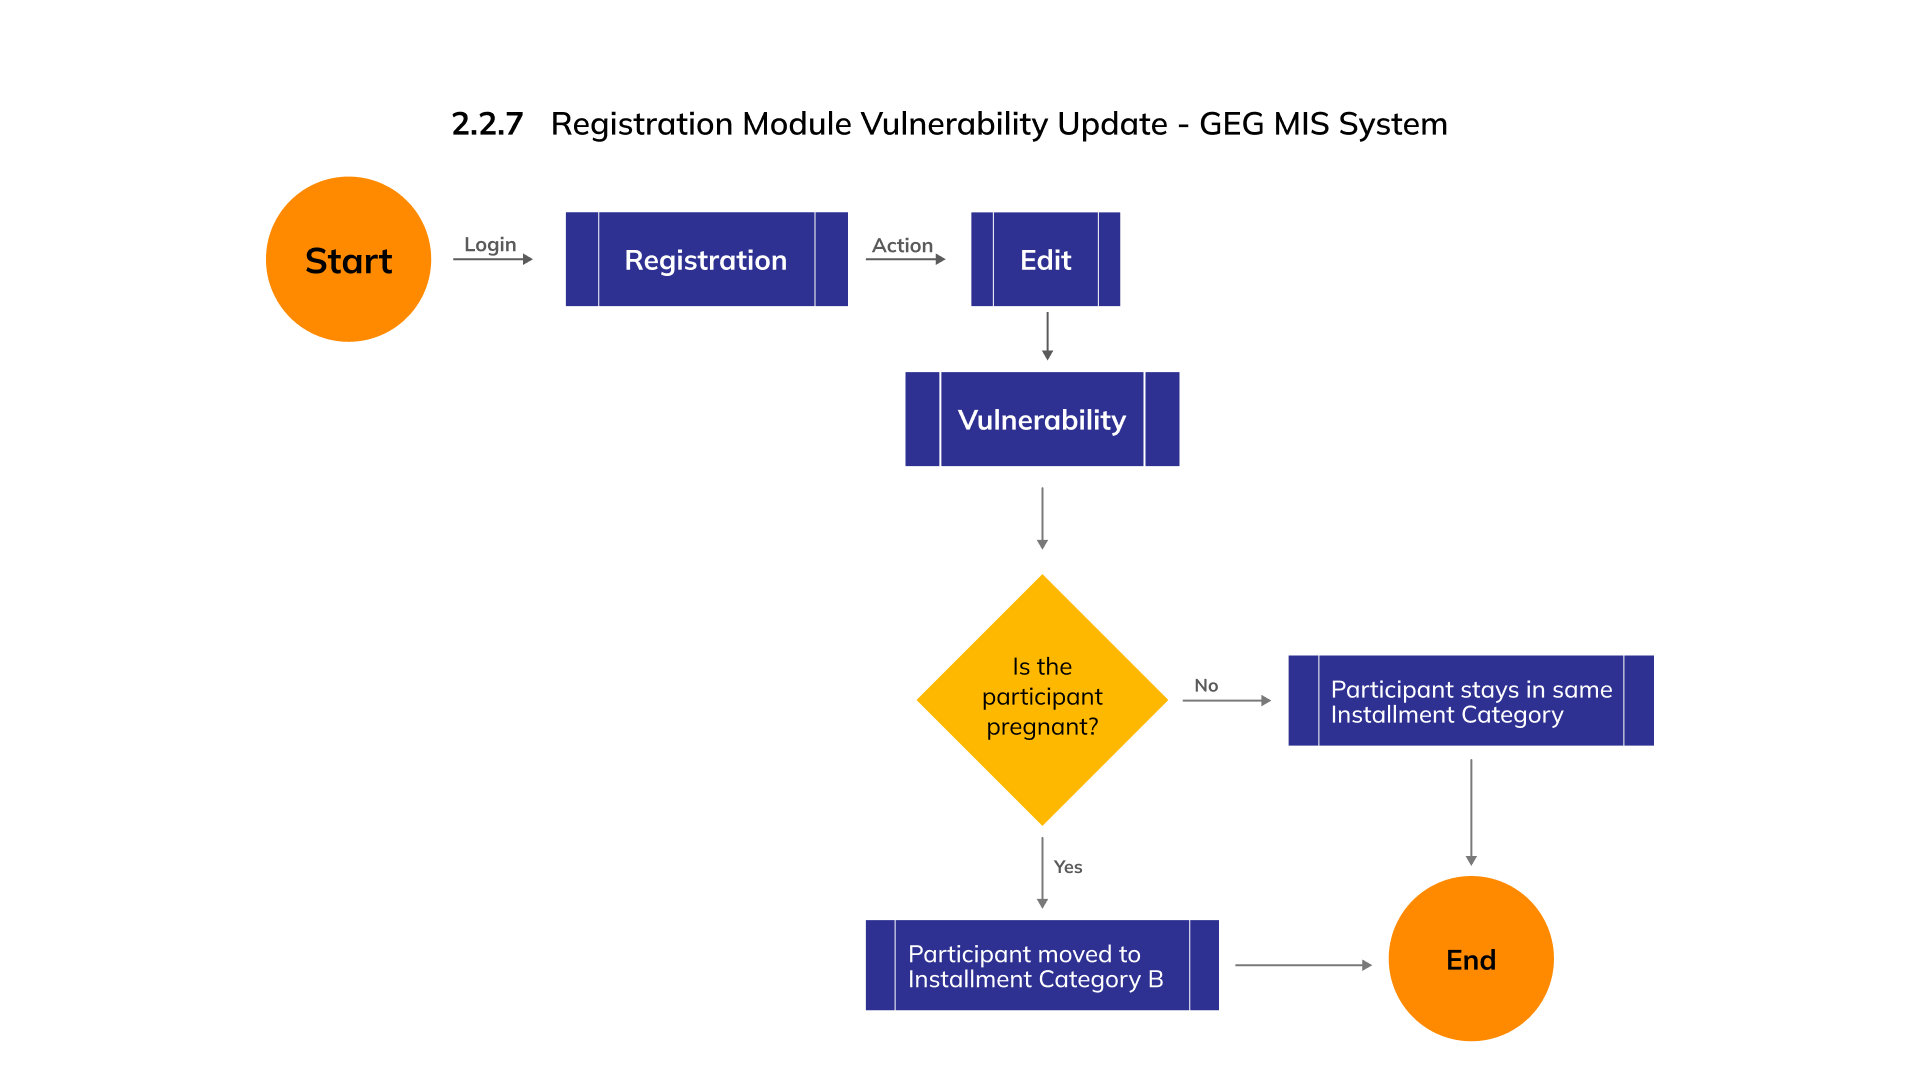 2.2.7 Registration Module Vulnerability Update - GEG MIS System
Start
Login
Registration
Action
Edit
Vulnerability
Is the
participant
pregnant?
No
Participant stays in same
Installment Category
Yes
Participant moved to
Installment Category B
End